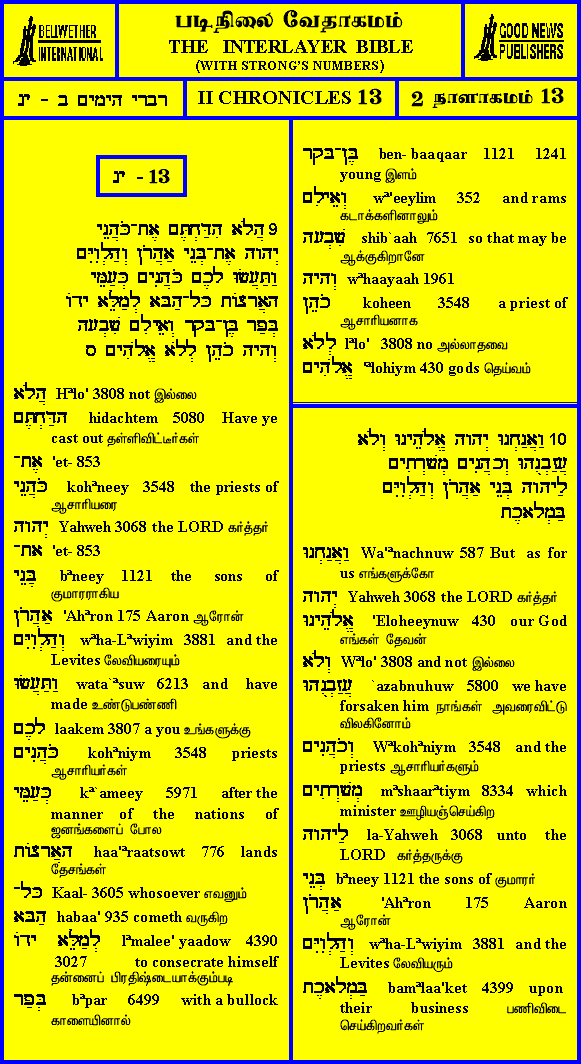 BELLWETHER
INTERNATIONAL
படிநிலை வேதாகமம்
THE INTERLAYER BIBLE
(WITH STRONG'S NUMBERS)
GOOD NEWS
PUBLISHERS
דברי הימים ב - יג
II CHRONICLES 13
2 நாளாகமம் 13
יג - 13
9 הֲלֹא הִדַּחְתֶּם אֶת־כֹּהֲנֵי
יְהוָה אֶת־בְּנֵי אַהֲרֹן וְהַלְוִיִּם
וַתַּעֲשׂוּ לָכֶם כֹּהֲנִים כְּעַמֵּי
הָאֲרָצוֹת כָּל־הַבָּא לְמַלֵּא יָדוֹ
בְּפַר בֶּן־בָּקָר וְאֵילִם שִׁבְעָה
וְהָיָה כֹהֵן לְלֹא אֱלֹהִים ס
הֲלֹא Hªlo' 3808 not இல்லை
הִדַּחְתֶּם hidachtem 5080 Have ye
cast out தள்ளிவிட்டீர்கள்
אֶת־ 'et- 853
כֹּהֲנֵי kohªneey 3548 the priests of
ஆசாரியரை
יְהוָה Yahweh 3068 the LORD கர்த்தர்
אֶת־ 'et- 853
בְּנֵי bªneey 1121 the sons of
குமாரராகிய
אַהֲרֹן 'Ahªron 175 Aaron ஆரோன்
וְהַלְוִיִּם wªha-Lªwiyim 3881 and the
Levites லேவியரையும்
וַתַּעֲשׂוּ wata`ªsuw 6213 and have
made உண்டுபண்ணி
לָכֶם laakem 3807 a you உங்களுக்கு
כֹּהֲנִים kohªniym 3548 priests
ஆசாரியர்கள்
כְּעַמֵּי kª`ameey 5971 after the
manner of the nations of
ஜனங்களைப் போல
הָאֲרָצוֹת haa'ªraatsowt 776 lands
தேசங்கள்
כָּל־ Kaal- 3605 whosoever எவனும்
הַבָּא habaa' 935 cometh வருகிற
לְמַלֵּא יָדוֹ lªmalee' yaadow 4390
3027 to consecrate himself
தன்னைப் பிரதிஷ்டையாக்கும்படி
בְּפַר bªpar 6499 with a bullock
காளையினால்
בֶּן־בָּקָר ben- baaqaar 1121 1241
young இளம்
וְאֵילִם wª'eeylim 352 and rams
கடாக்களினாலும்
שִׁבְעָה shib`aah 7651 so that may be
ஆக்குகிறானே
וְהָיָה wªhaayaah 1961
כֹהֵן koheen 3548 a priest of
ஆசாரியனாக
לְלֹא lªlo' 3808 no அல்லாதவை
אֱלֹהִים ªlohiym 430 gods தெய்வம்
10 וַאֲנַחְנוּ יְהוָה אֱלֹהֵינוּ וְלֹא
עֲזַבְנֻהוּ וְכֹהֲנִים מְשָׁרְתִים
לַיהוָה בְּנֵי אַהֲרֹן וְהַלְוִיִּם
בַּמְלָאכֶת
וַאֲנַחְנוּ Wa'ªnachnuw 587 But as for
us எங்களுக்கோ
יְהוָה Yahweh 3068 the LORD கர்த்தர்
אֱלֹהֵינוּ 'Eloheeynuw 430 our God
எங்கள் தேவன்
וְלֹא Wªlo' 3808 and not இல்லை
עֲזַבְנֻהוּ `azabnuhuw 5800 we have
forsaken him நாங்கள் அவரைவிட்டு
விலகினோம்
וְכֹהֲנִים Wªkohªniym 3548 and the
priests ஆசாரியர்களும்
מְשָׁרְתִים mªshaarªtiym 8334 which
minister ஊழியஞ்செய்கிற
לַיהוָה la-Yahweh 3068 unto the
LORD கர்த்தருக்கு
בְּנֵי bªneey 1121 the sons of குமாரர்
אַהֲרֹן 'Ahªron 175 Aaron
ஆரோன்
וְהַלְוִיִּם wªha-Lªwiyim 3881 and the
Levites லேவியரும்
בַּמְלָאכֶת bamªlaa'ket 4399 upon
their business பணிவிடை
செய்கிறவர்கள்